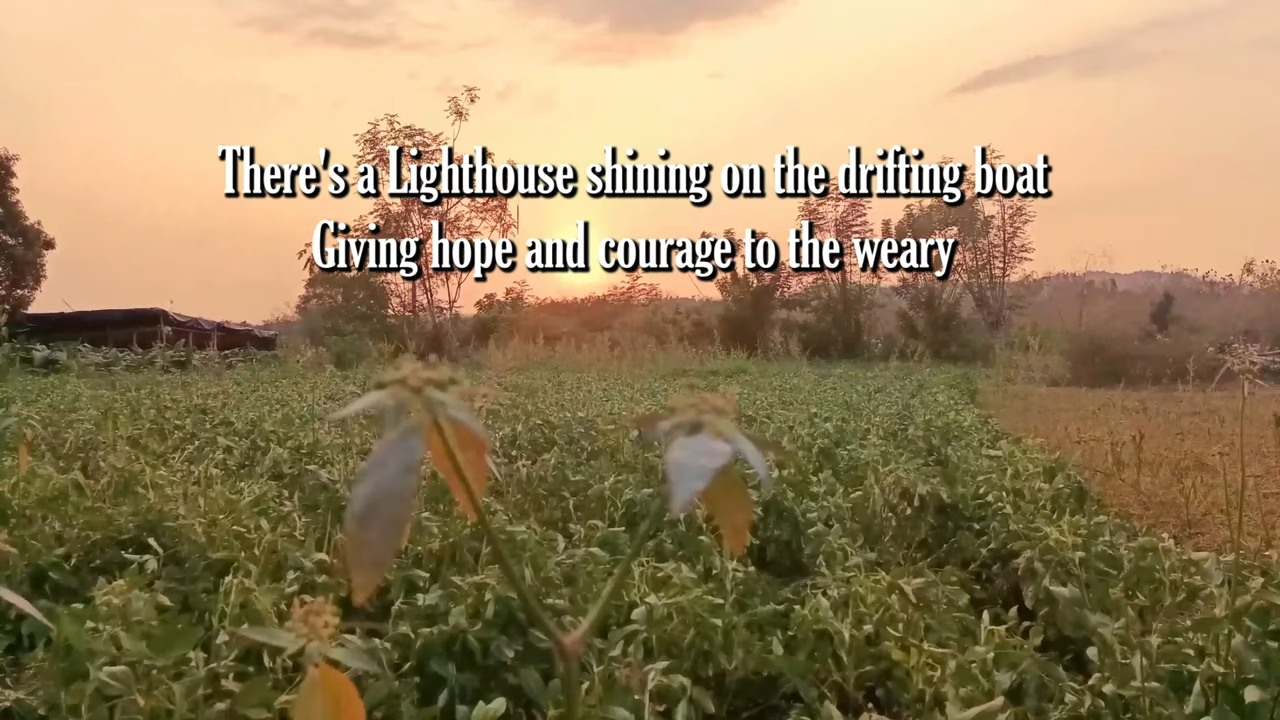 There's a Lighthouse shining on the drifting boat
Giving hope and courage to the weary